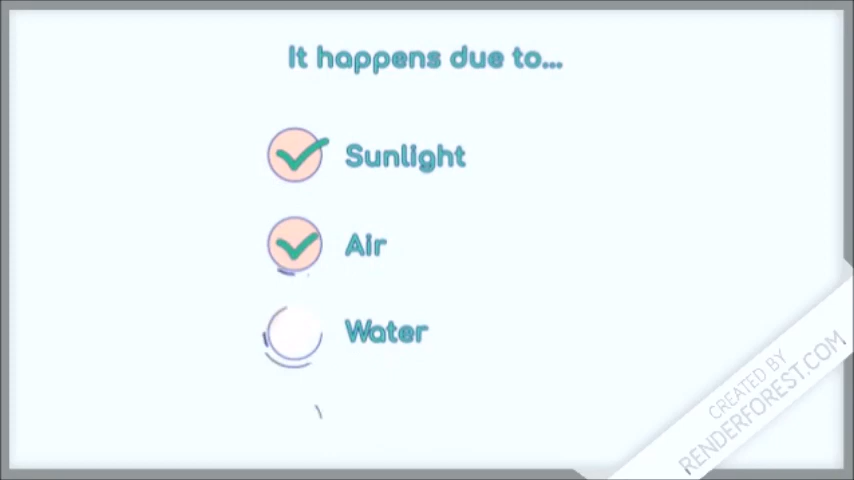 It happens due to...
Sunlight
Air
Water
CREATED BY
RENDERFOREST.COM